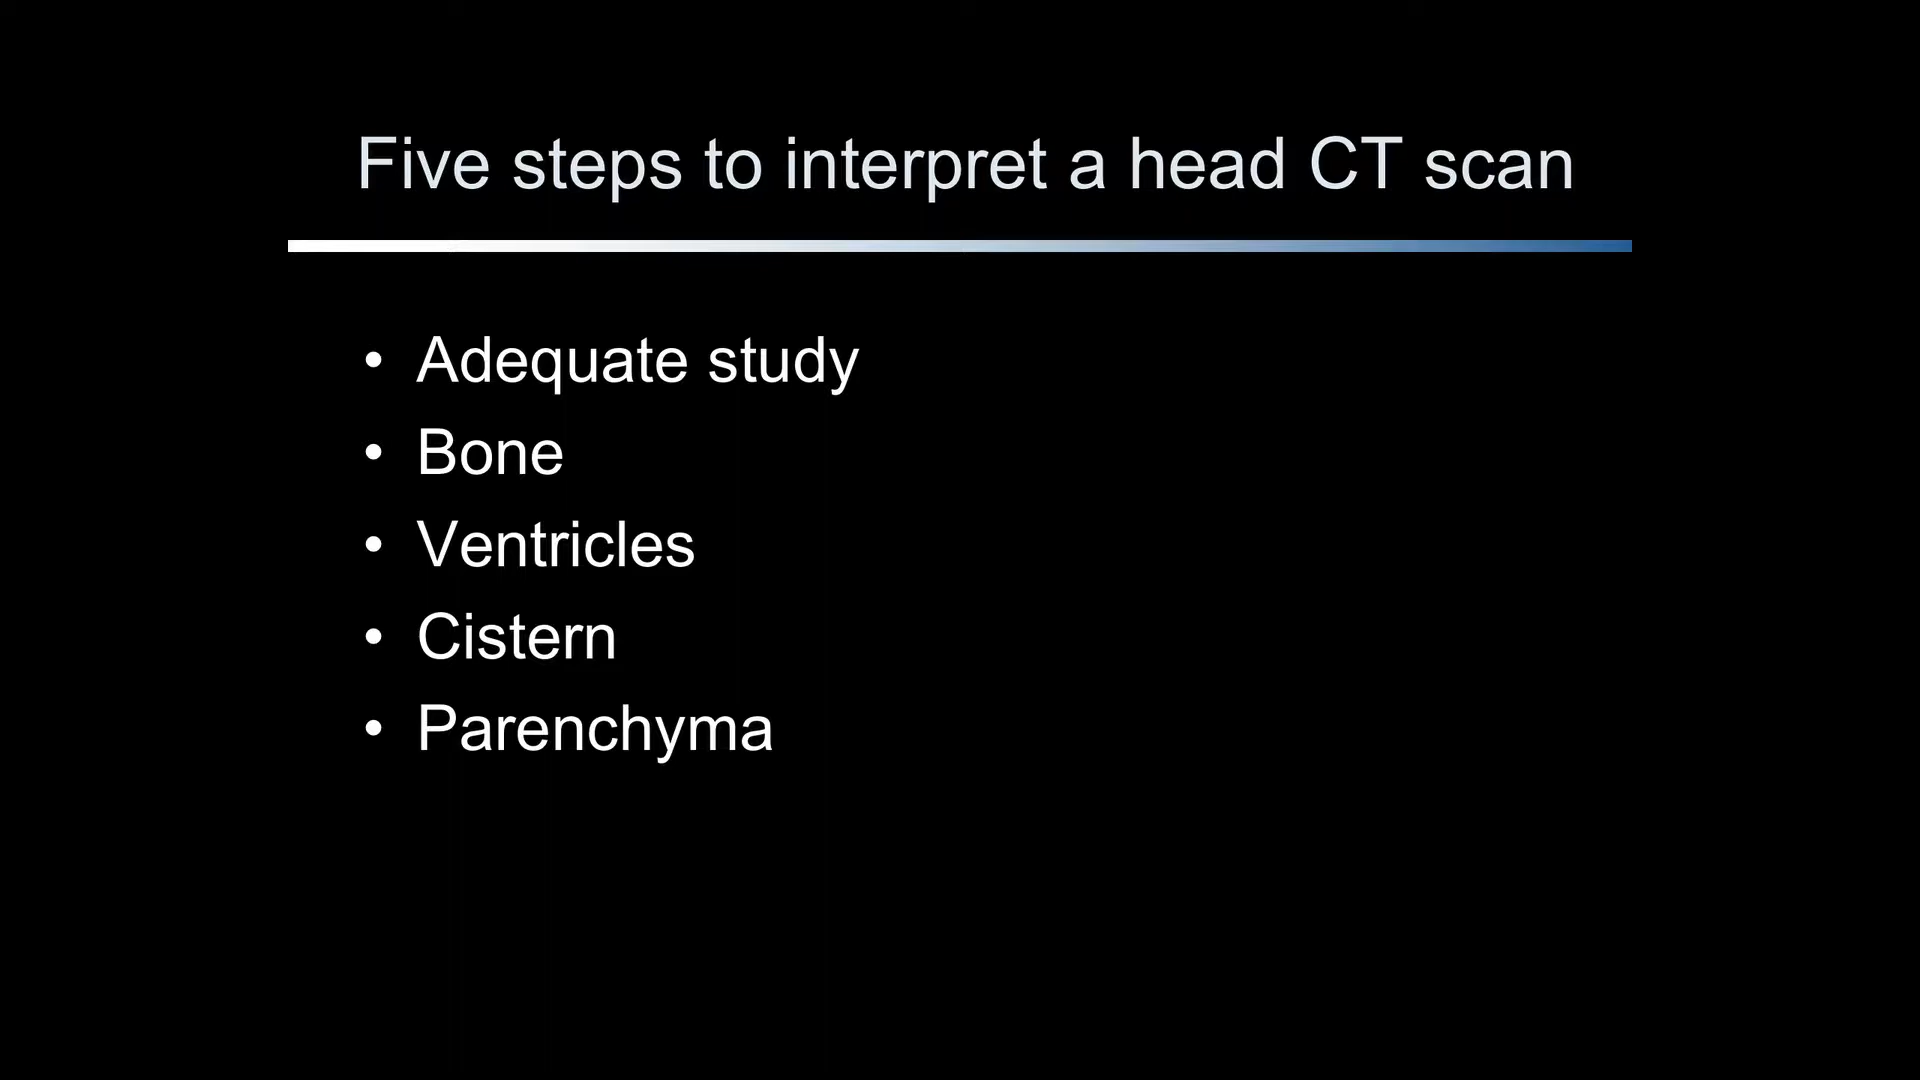 Five steps to interpret a head CT scan
• Adequate study
• Bone
• Ventricles
• Cistern
• Parenchyma